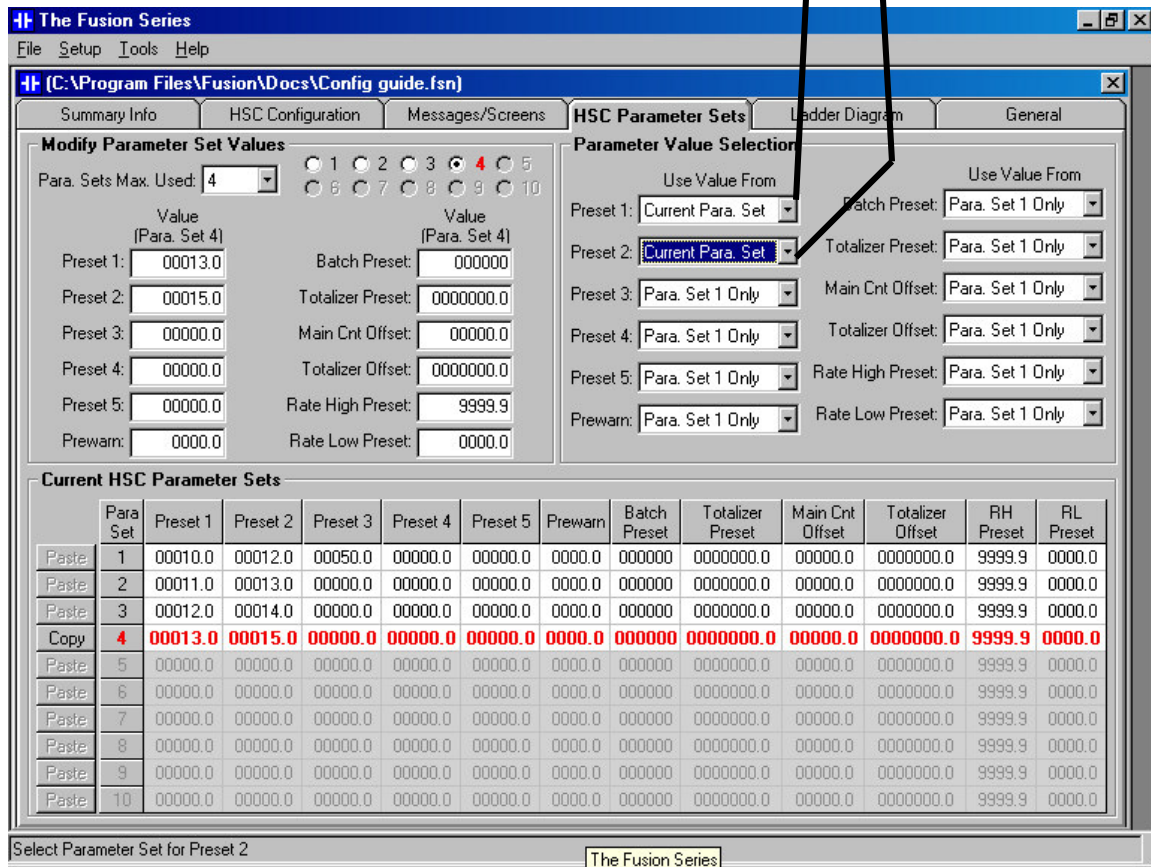 The Fusion Series
File Setup Tools Help
(C:\Program Files\Fusion\Docs\Config guide.fsn)
Summary Info HSC Configuration Messages/Screens HSC Parameter Sets Ladder Diagram General
Modify Parameter Set Values
Para. Sets Max. Used: 4
1 2 3 4 5
6 7 8 9 10
Value Value
(Para. Set 4) (Para. Set 4)
Preset 1: 00013.0 Batch Preset: 000000
Preset 2: 00015.0 Totalizer Preset: 0000000.0
Preset 3: 00000.0 Main Cnt Offset: 00000.0
Preset 4: 00000.0 Totalizer Offset: 0000000.0
Preset 5: 00000.0 Rate High Preset: 9999.9
Prewarn: 0000.0 Rate Low Preset: 0000.0
Parameter Value Selection
Use Value From Use Value From
Preset 1: Current Para. Set Batch Preset: Para. Set 1 Only
Preset 2: Current Para. Set Totalizer Preset: Para. Set 1 Only
Preset 3: Para. Set 1 Only Main Cnt Offset: Para. Set 1 Only
Preset 4: Para. Set 1 Only Totalizer Offset: Para. Set 1 Only
Preset 5: Para. Set 1 Only Rate High Preset: Para. Set 1 Only
Prewarn: Para. Set 1 Only Rate Low Preset: Para. Set 1 Only
Current HSC Parameter Sets
Para Set Preset 1 Preset 2 Preset 3 Preset 4 Preset 5 Prewarn Batch Preset Totalizer Preset Main Cnt Offset Totalizer Offset RH Preset RL Preset
Paste 1 00010.0 00012.0 00050.0 00000.0 00000.0 0000.0 000000 0000000.0 00000.0 0000000.0 9999.9 0000.0
Paste 2 00011.0 00013.0 00000.0 00000.0 00000.0 0000.0 000000 0000000.0 00000.0 0000000.0 9999.9 0000.0
Paste 3 00012.0 00014.0 00000.0 00000.0 00000.0 0000.0 000000 0000000.0 00000.0 0000000.0 9999.9 0000.0
Copy 4 00013.0 00015.0 00000.0 00000.0 00000.0 0000.0 000000 0000000.0 00000.0 0000000.0 9999.9 0000.0
Paste 5 00000.0 00000.0 00000.0 00000.0 00000.0 0000.0 000000 0000000.0 00000.0 0000000.0 9999.9 0000.0
Paste 6 00000.0 00000.0 00000.0 00000.0 00000.0 0000.0 000000 0000000.0 00000.0 0000000.0 9999.9 0000.0
Paste 7 00000.0 00000.0 00000.0 00000.0 00000.0 0000.0 000000 0000000.0 00000.0 0000000.0 9999.9 0000.0
Paste 8 00000.0 00000.0 00000.0 00000.0 00000.0 0000.0 000000 0000000.0 00000.0 0000000.0 9999.9 0000.0
Paste 9 00000.0 00000.0 00000.0 00000.0 00000.0 0000.0 000000 0000000.0 00000.0 0000000.0 9999.9 0000.0
Paste 10 00000.0 00000.0 00000.0 00000.0 00000.0 0000.0 000000 0000000.0 00000.0 0000000.0 9999.9 0000.0
Select Parameter Set for Preset 2
The Fusion Series